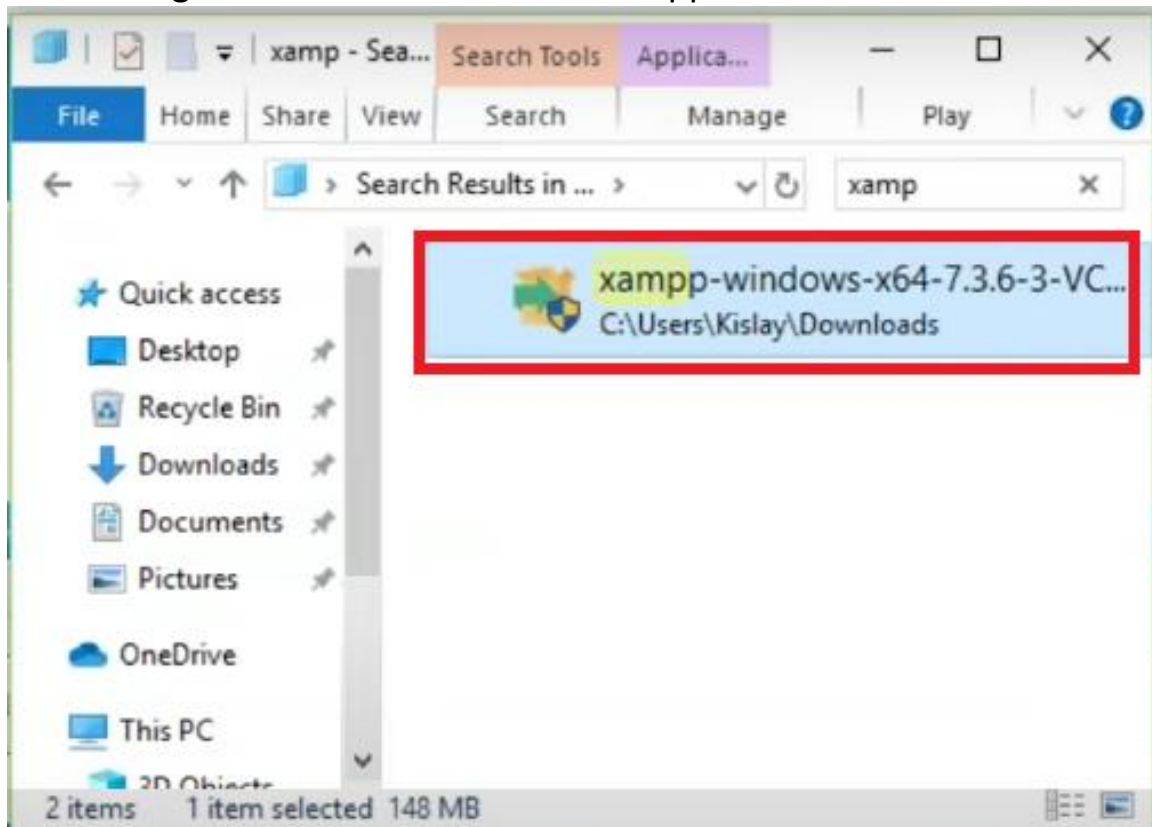 xamp - Sea... Search Tools Applica...
File Home Share View Search Manage Play
Search Results in ... xamp
xampp-windows-x64-7.3.6-3-VC...
C:\Users\Kislay\Downloads
Quick access
Desktop
Recycle Bin
Downloads
Documents
Pictures
OneDrive
This PC
3D Objects
2 items 1 item selected 148 MB